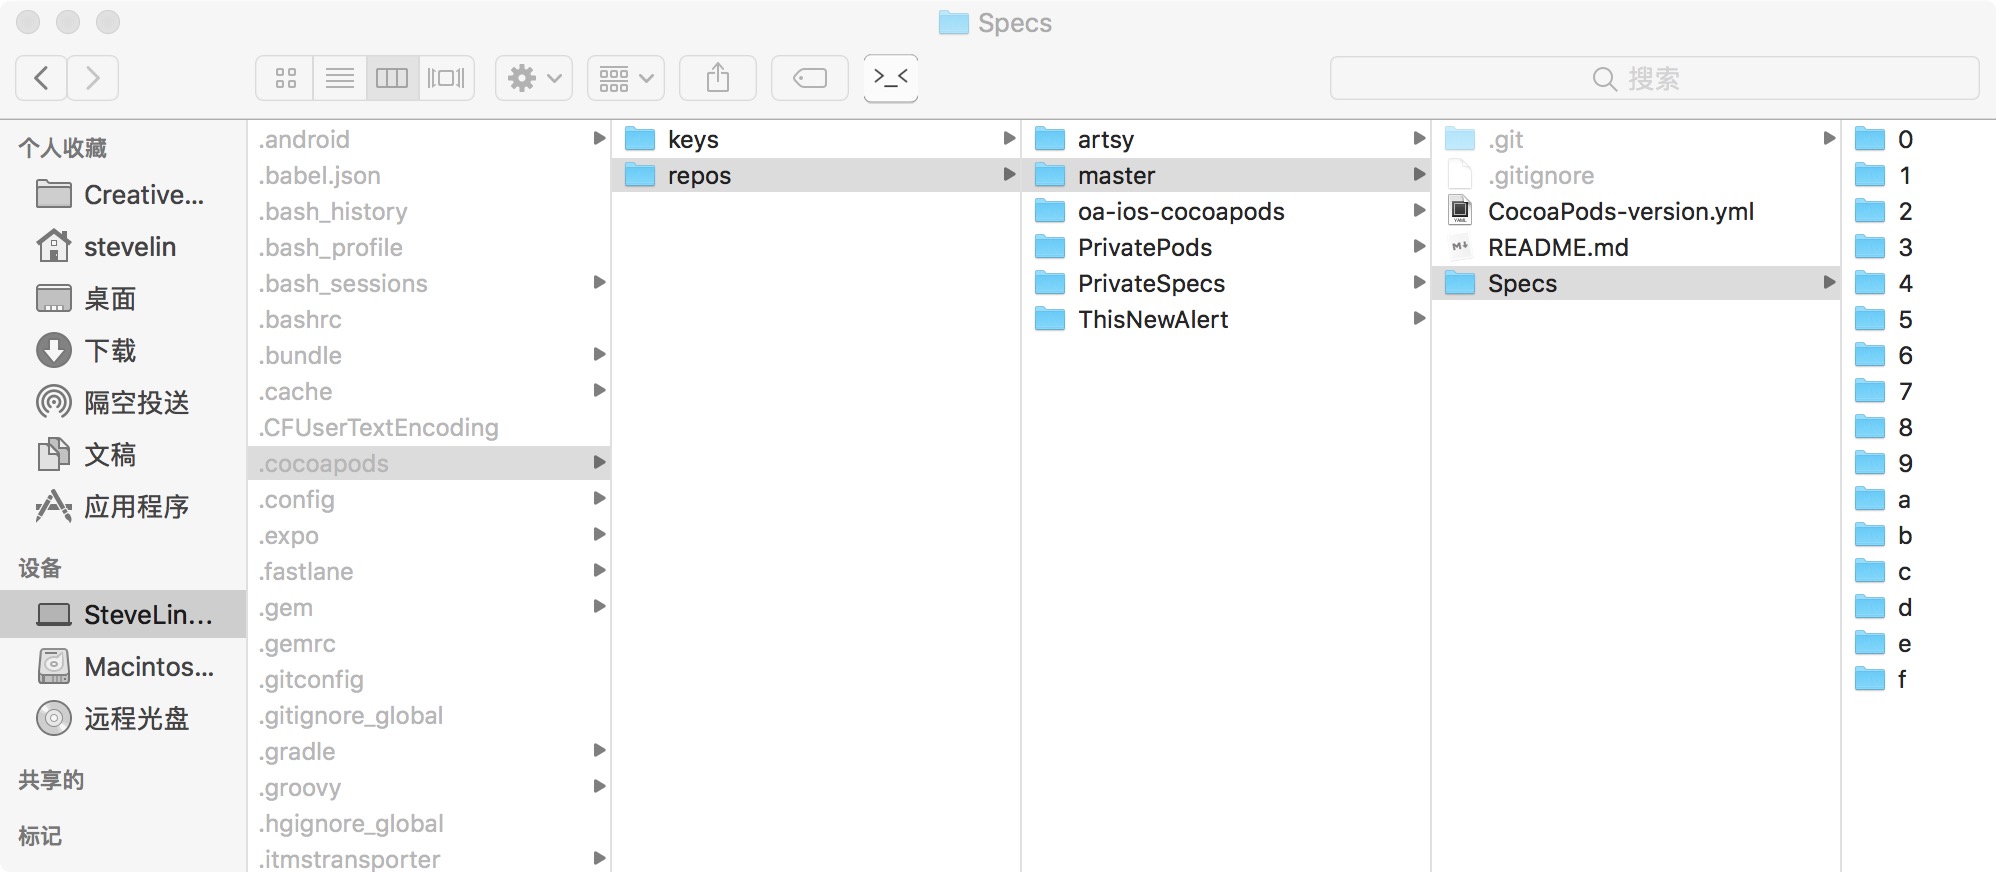 Specs
>_<
搜索
个人收藏
Creative...
stevelin
桌面
下载
隔空投送
文稿
应用程序
设备
SteveLin...
Macintos...
远程光盘
共享的
标记
.android
.babel.json
.bash_history
.bash_profile
.bash_sessions
.bashrc
.bundle
.cache
.CFUserTextEncoding
.cocoapods
.config
.expo
.fastlane
.gem
.gemrc
.gitconfig
.gitignore_global
.gradle
.groovy
.hgignore_global
.itmstransporter
keys
repos
artsy
master
oa-ios-cocoapods
PrivatePods
PrivateSpecs
ThisNewAlert
.git
.gitignore
CocoaPods-version.yml
README.md
Specs
0
1
2
3
4
5
6
7
8
9
a
b
c
d
e
f